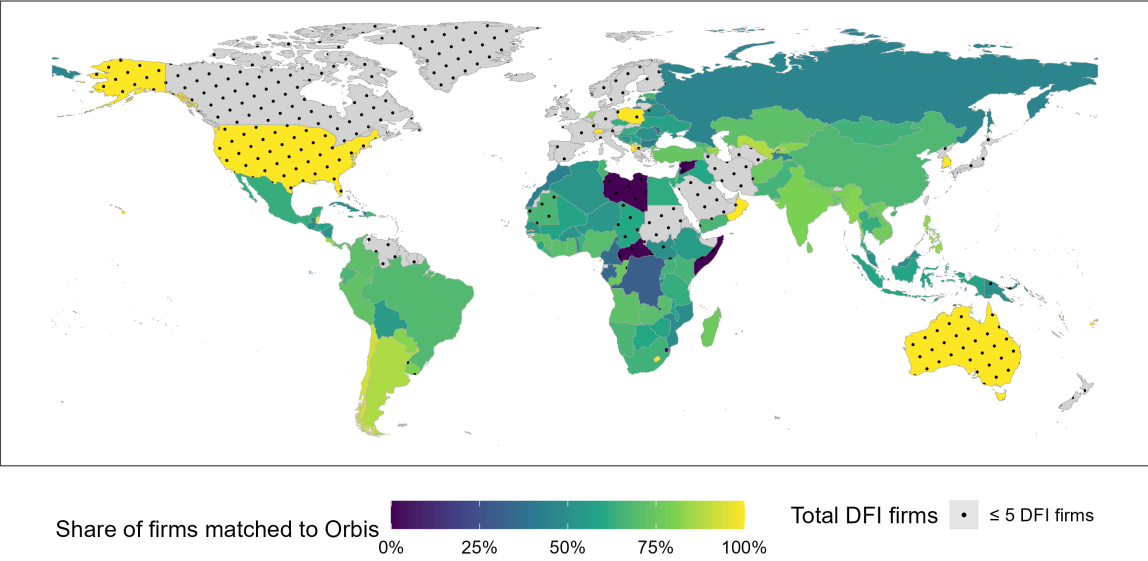 Share of firms matched to Orbis
0% 25% 50% 75% 100%
Total DFI firms
≤ 5 DFI firms